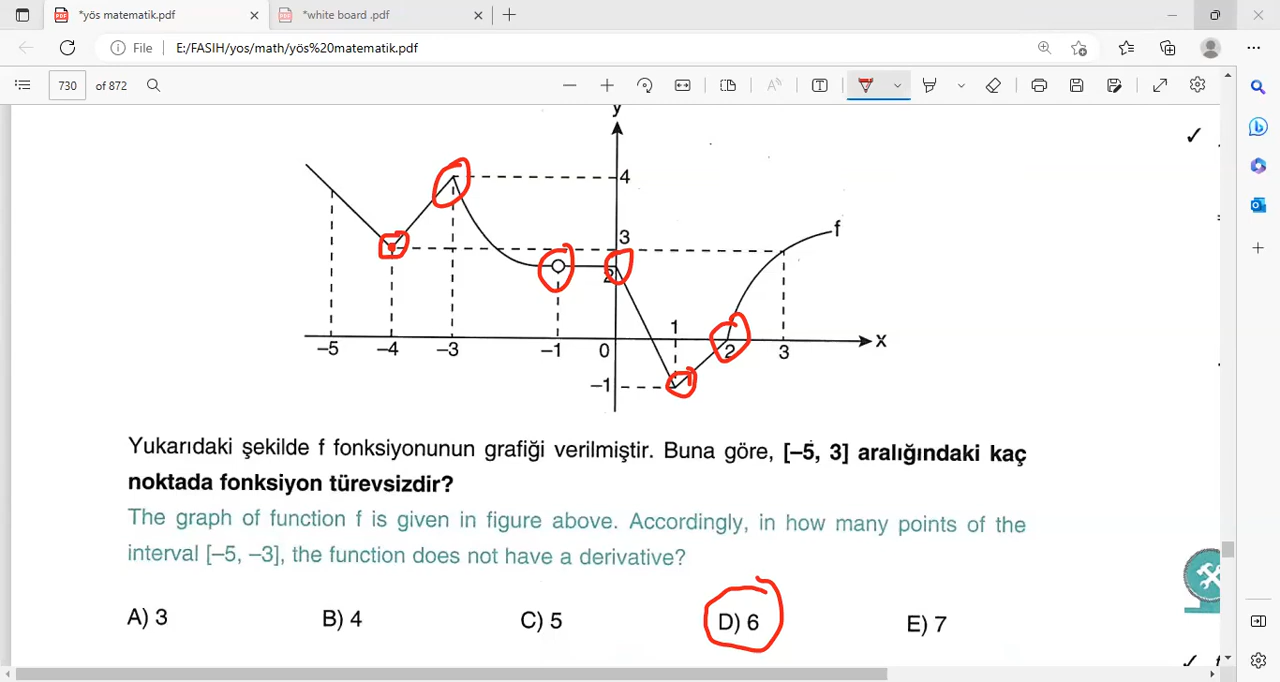 *yös matematik.pdf
*white board .pdf
File
E:/FASIH/yos/math/yös%20matematik.pdf
730
of 872
y
4
3
2
f
1
–5
–4
–3
–1
0
2
3
x
–1
Yukarıdaki şekilde f fonksiyonunun grafiği verilmiştir. Buna göre, [–5, 3] aralığındaki kaç
noktada fonksiyon türevsizdir?
The graph of function f is given in figure above. Accordingly, in how many points of the
interval [–5, –3], the function does not have a derivative?
A) 3
B) 4
C) 5
D) 6
E) 7